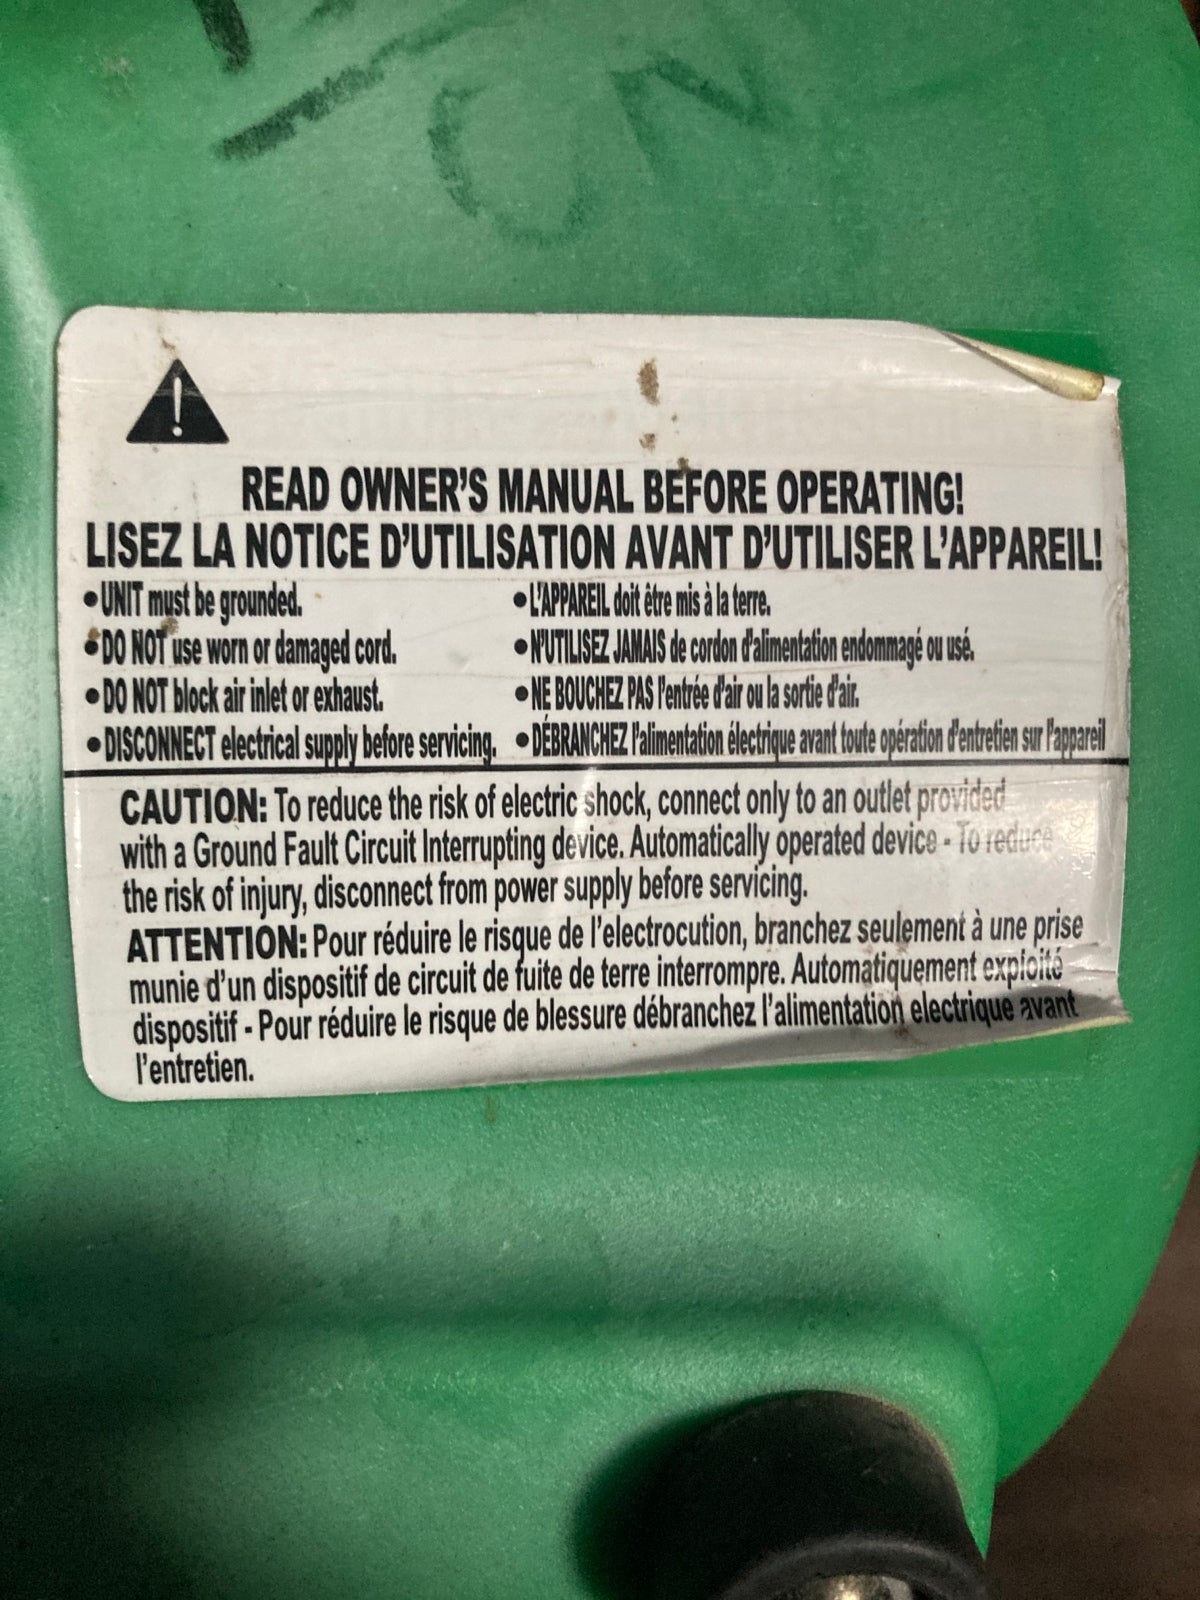 READ OWNER'S MANUAL BEFORE OPERATING!
LISEZ LA NOTICE D'UTILISATION AVANT D'UTILISER L'APPAREIL!
•UNIT must be grounded.
•DO NOT use worn or damaged cord.
•DO NOT block air inlet or exhaust.
•DISCONNECT electrical supply before servicing.
•L'APPAREIL doit être mis à la terre.
•N'UTILISEZ JAMAIS de cordon d'alimentation endommagé ou usé.
•NE BOUCHEZ PAS l'entrée d'air ou la sortie d'air.
•DÉBRANCHEZ l'alimentation électrique avant toute opération d'entretien sur l'appareil
CAUTION: To reduce the risk of electric shock, connect only to an outlet provided
with a Ground Fault Circuit Interrupting device. Automatically operated device - To reduce
the risk of injury, disconnect from power supply before servicing.
ATTENTION: Pour réduire le risque de l'electrocution, branchez seulement à une prise
munie d'un dispositif de circuit de fuite de terre interrompre. Automatiquement exploité
dispositif - Pour réduire le risque de blessure débranchez l'alimentation electrique avant
l'entretien.